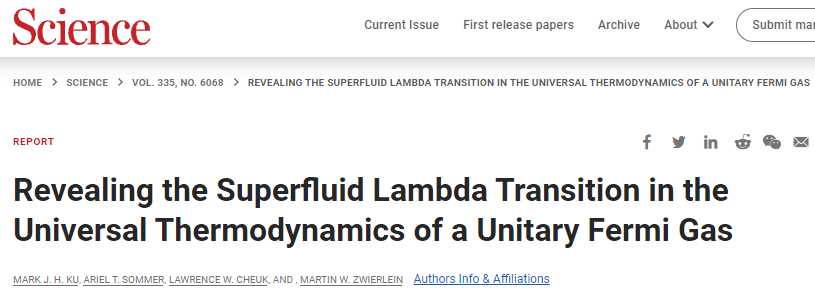 Science
Current Issue First release papers Archive About Submit
HOME > SCIENCE > VOL. 335, NO. 6068 > REVEALING THE SUPERFLUID LAMBDA TRANSITION IN THE UNIVERSAL THERMODYNAMICS OF A UNITARY FERMI GAS
REPORT
Revealing the Superfluid Lambda Transition in the
Universal Thermodynamics of a Unitary Fermi Gas
MARK J. H. KU, ARIEL T. SOMMER, LAWRENCE W. CHEUK, AND , MARTIN W. ZWIERLEIN Authors Info & Affiliations